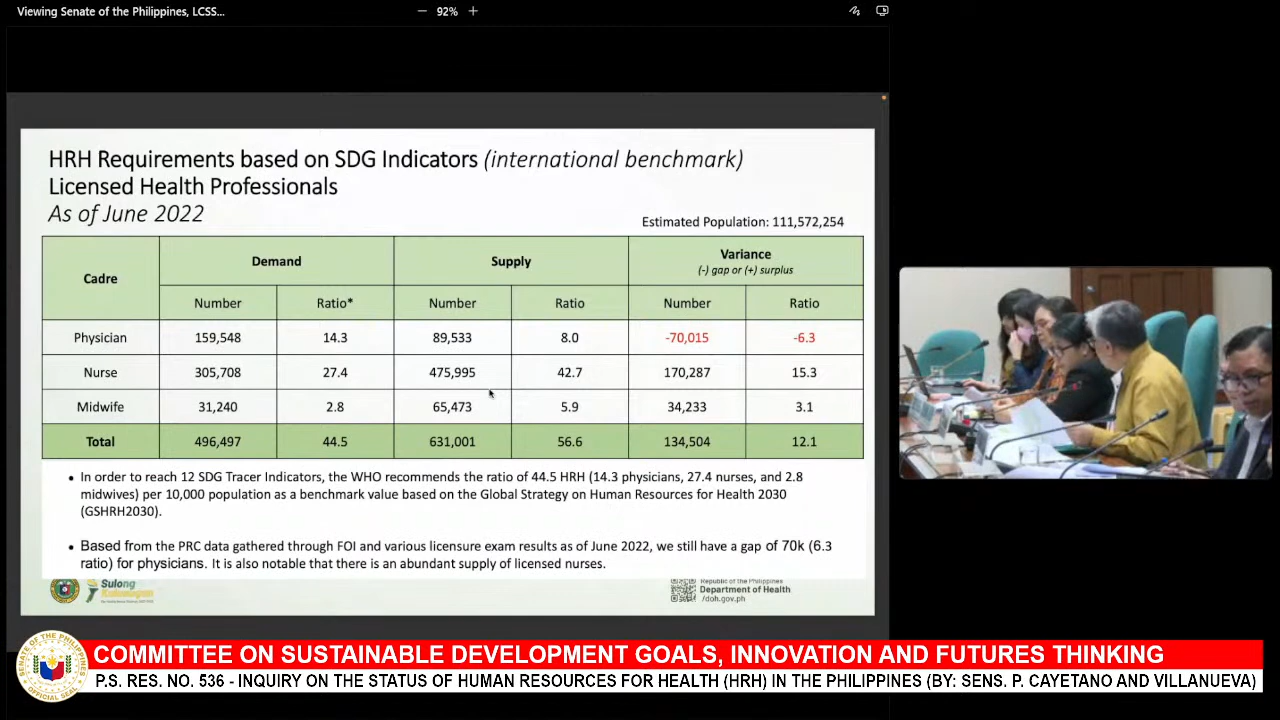 Viewing Senate of the Philippines, LCSS...
92%
HRH Requirements based on SDG Indicators (international benchmark)
Licensed Health Professionals
As of June 2022
Estimated Population: 111,572,254
Cadre Demand Supply Variance
(-) gap or (+) surplus
Number Ratio* Number Ratio Number Ratio
Physician 159,548 14.3 89,533 8.0 -70,015 -6.3
Nurse 305,708 27.4 475,995 42.7 170,287 15.3
Midwife 31,240 2.8 65,473 5.9 34,233 3.1
Total 496,497 44.5 631,001 56.6 134,504 12.1
• In order to reach 12 SDG Tracer Indicators, the WHO recommends the ratio of 44.5 HRH (14.3 physicians, 27.4 nurses, and 2.8
midwives) per 10,000 population as a benchmark value based on the Global Strategy on Human Resources for Health 2030
(GSHRH2030).
• Based from the PRC data gathered through FOI and various licensure exam results as of June 2022, we still have a gap of 70k (6.3
ratio) for physicians. It is also notable that there is an abundant supply of licensed nurses.
Sulong
Republic of the Philippines
Department of Health
/doh.gov.ph
SENATE OF THE PHILIPPINES
OFFICIAL SEAL
COMMITTEE ON SUSTAINABLE DEVELOPMENT GOALS, INNOVATION AND FUTURES THINKING
P.S. RES. NO. 536 - INQUIRY ON THE STATUS OF HUMAN RESOURCES FOR HEALTH (HRH) IN THE PHILIPPINES (BY: SENS. P. CAYETANO AND VILLANUEVA)